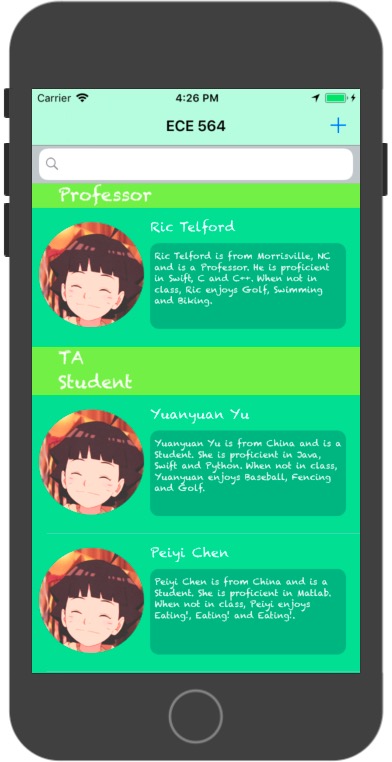 Carrier 4:26 PM
ECE 564 +
Professor
Ric Telford
Ric Telford is from Morrisville, NC
and is a Professor. He is proficient
in Swift, C and C++. When not in
class, Ric enjoys Golf, Swimming
and Biking.
TA
Student
Yuanyuan Yu
Yuanyuan Yu is from China and is a
Student. She is proficient in Java,
Swift and Python. When not in class,
Yuanyuan enjoys Baseball, Fencing
and Golf.
Peiyi Chen
Peiyi Chen is from China and is a
Student. She is proficient in Matlab.
When not in class, Peiyi enjoys
Eating!, Eating! and Eating!.